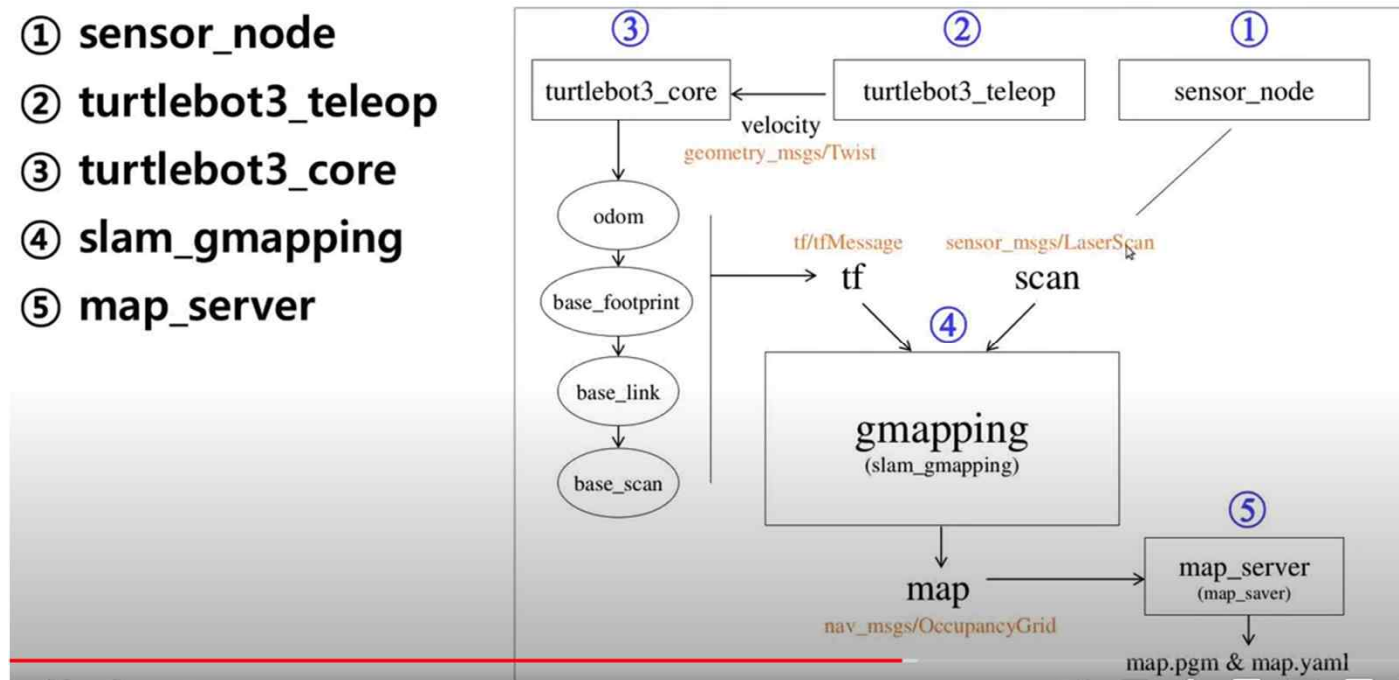 ① sensor_node
② turtlebot3_teleop
③ turtlebot3_core
④ slam_gmapping
⑤ map_server
③
②
①
turtlebot3_core
turtlebot3_teleop
sensor_node
velocity
geometry_msgs/Twist
odom
tf/tfMessage
sensor_msgs/LaserScan
tf
scan
base_footprint
④
base_link
gmapping
(slam_gmapping)
base_scan
⑤
map_server
(map_saver)
map
nav_msgs/OccupancyGrid
map.pgm & map.yaml